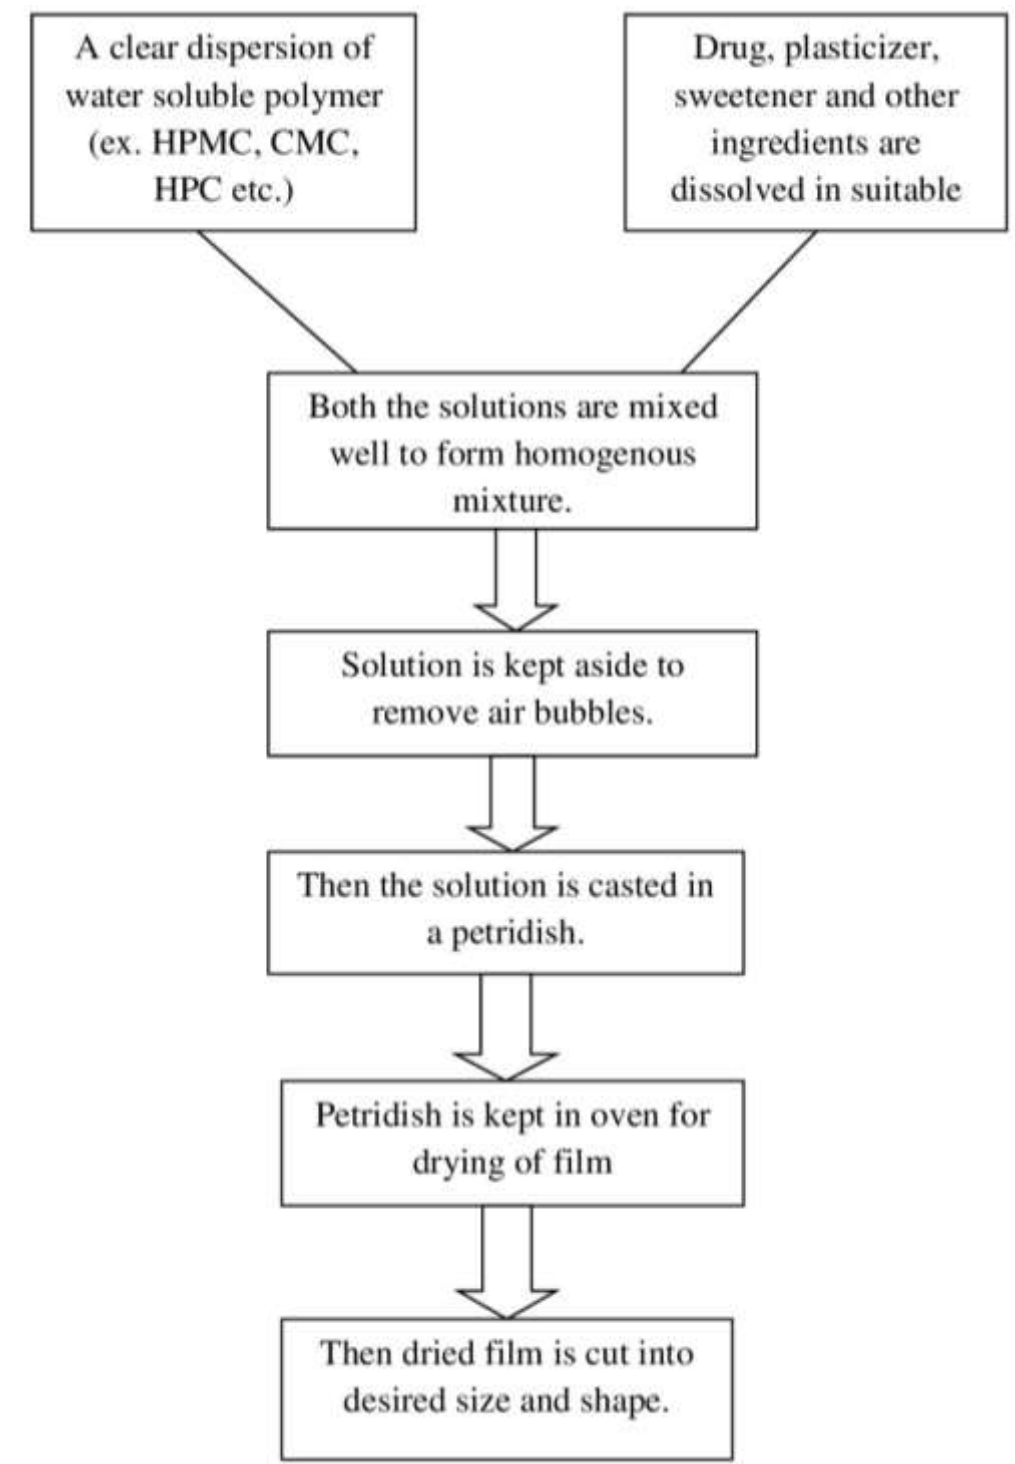 A clear dispersion of
water soluble polymer
(ex. HPMC, CMC,
HPC etc.)
Drug, plasticizer,
sweetener and other
ingredients are
dissolved in suitable
Both the solutions are mixed
well to form homogenous
mixture.
Solution is kept aside to
remove air bubbles.
Then the solution is casted in
a petridish.
Petridish is kept in oven for
drying of film
Then dried film is cut into
desired size and shape.